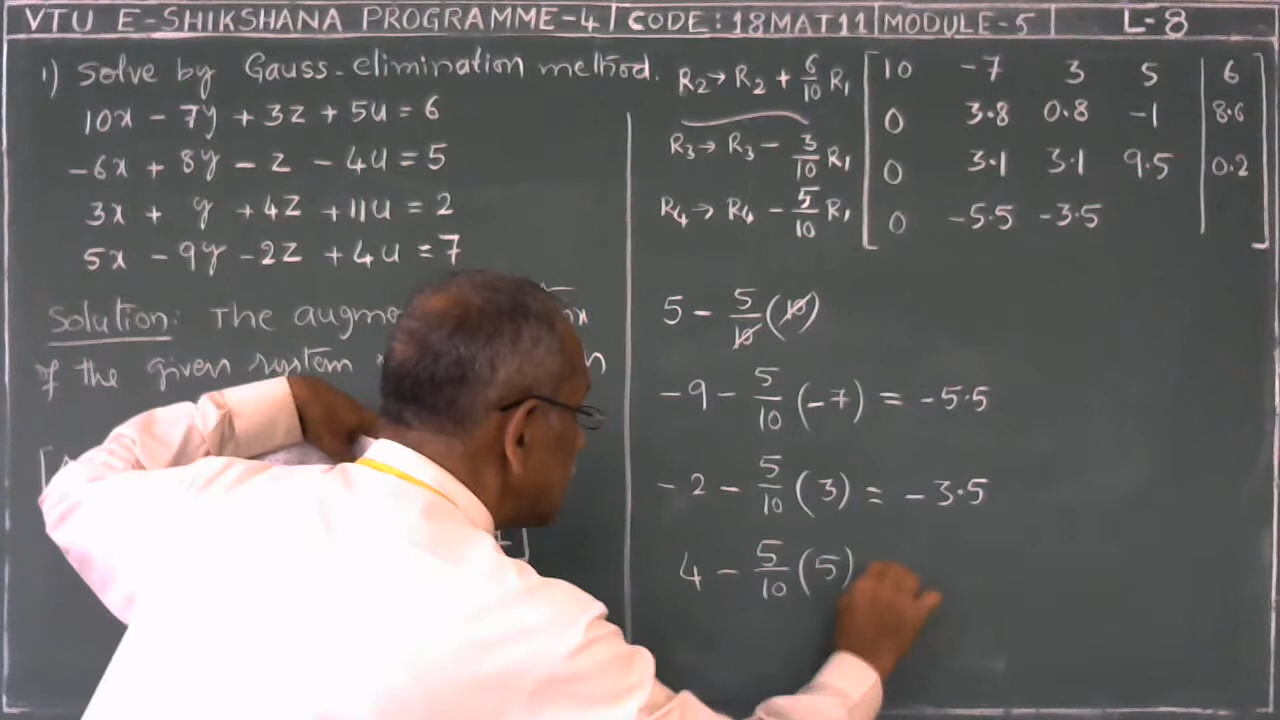 VTU E-SHIKSHANA PROGRAMME-4 | CODE: 18MAT11 | MODULE-5 | L-8
1) Solve by Gauss-elimination method.
10x - 7y + 3z + 5u = 6
-6x + 8y - z - 4u = 5
3x + y + 4z + 11u = 2
5x - 9y - 2z + 4u = 7
Solution: The augm
of the given system
R2→ R2 + 6/10 R1
R3→ R3 - 3/10 R1
R4→ R4 - 5/10 R1
10 -7 3 5 | 6
0 3.8 0.8 -1 | 8.6
0 3.1 3.1 9.5 | 0.2
0 -5.5 -3.5
5 - 5/10 (10)
-9 - 5/10 (-7) = -5.5
-2 - 5/10 (3) = -3.5
4 - 5/10 (5)